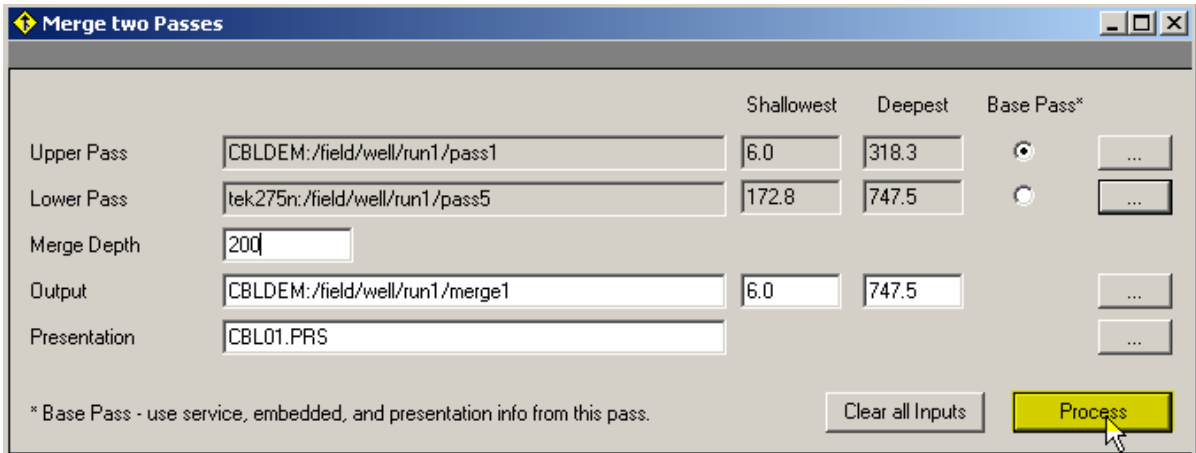 Merge two Passes
Shallowest Deepest Base Pass*
Upper Pass CBLDEM:/field/well/run1/pass1 6.0 318.3 ...
Lower Pass tek275n:/field/well/run1/pass5 172.8 747.5 ...
Merge Depth 200
Output CBLDEM:/field/well/run1/merge1 6.0 747.5 ...
Presentation CBL01.PRS ...
* Base Pass - use service, embedded, and presentation info from this pass. Clear all Inputs Process